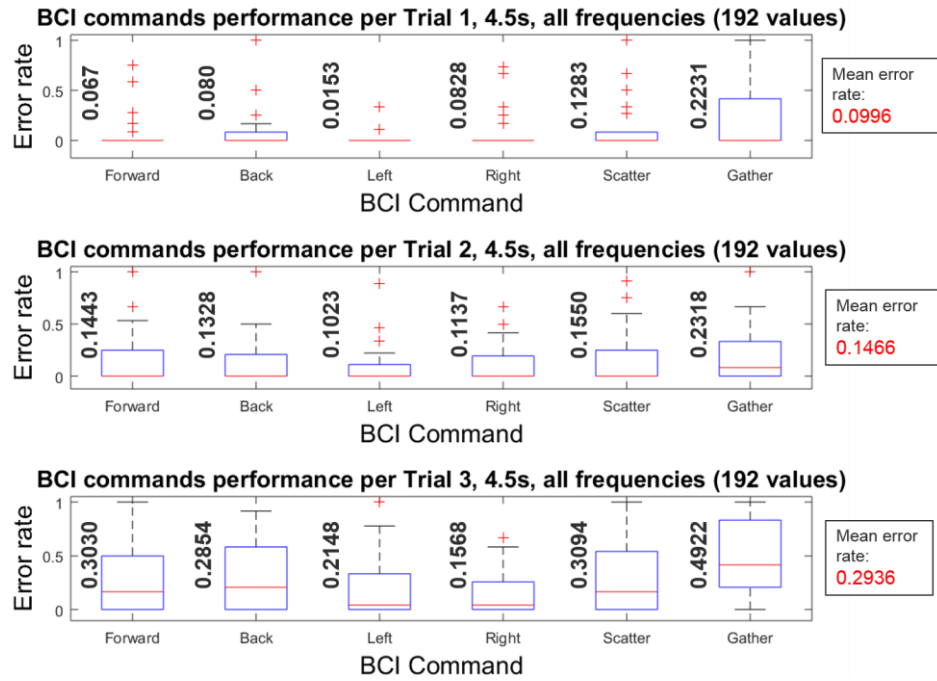 BCI commands performance per Trial 1, 4.5s, all frequencies (192 values)
Error rate
1
0.5
0
0.067
0.080
0.0153
0.0828
0.1283
0.2231
Mean error
rate:
0.0996
Forward Back Left Right Scatter Gather
BCI Command
BCI commands performance per Trial 2, 4.5s, all frequencies (192 values)
Error rate
1
0.5
0
0.1443
0.1328
0.1023
0.1137
0.1550
0.2318
Mean error
rate:
0.1466
Forward Back Left Right Scatter Gather
BCI Command
BCI commands performance per Trial 3, 4.5s, all frequencies (192 values)
Error rate
1
0.5
0
0.3030
0.2854
0.2148
0.1568
0.3094
0.4922
Mean error
rate:
0.2936
Forward Back Left Right Scatter Gather
BCI Command